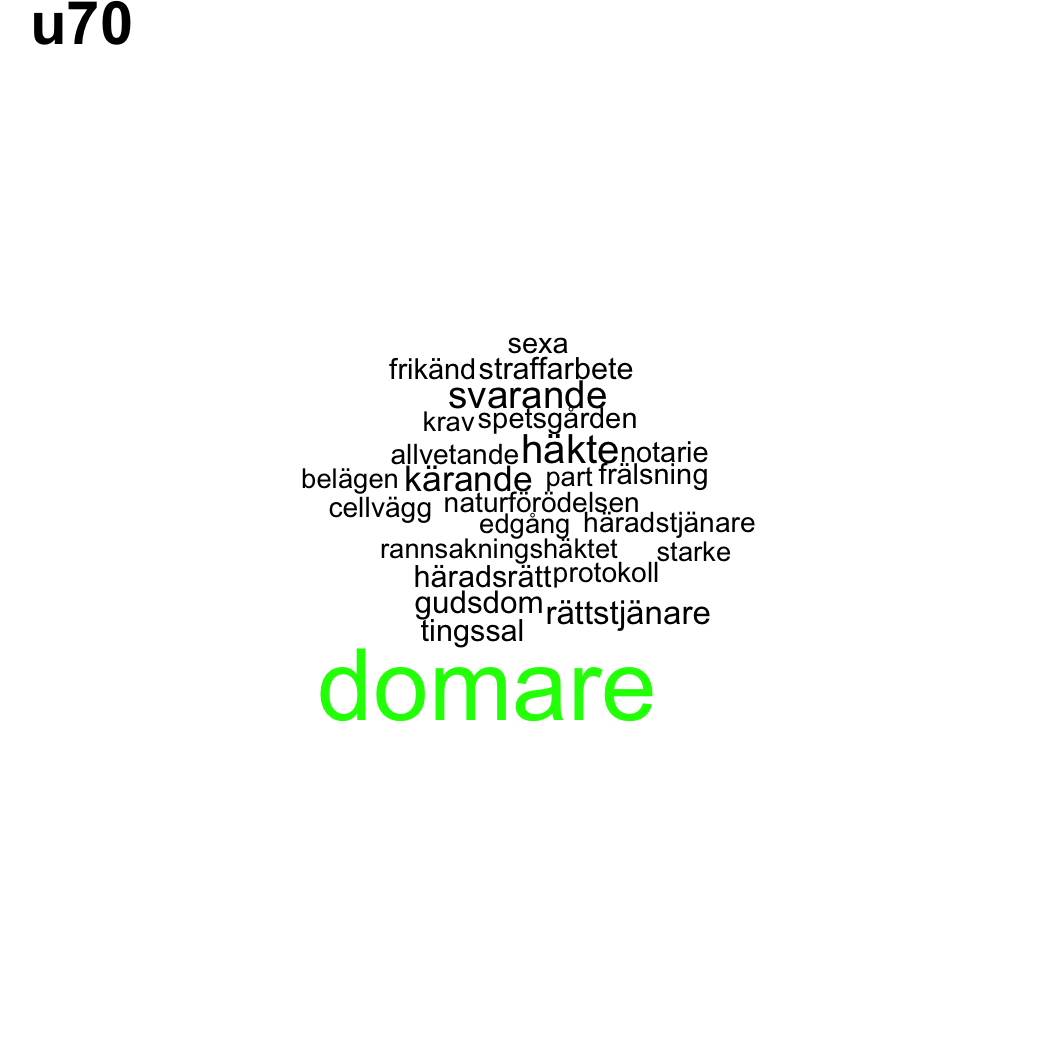 u70
sexa
frikänd straffarbete
svarande
krav spetsgården
allvetande häkte notarie
belägen kärande part frälsning
cellvägg naturförödelsen
edgång häradstjänare
rannsakningshäktet starke
häradsrätt protokoll
gudsdom rättstjänare
tingssal
domare